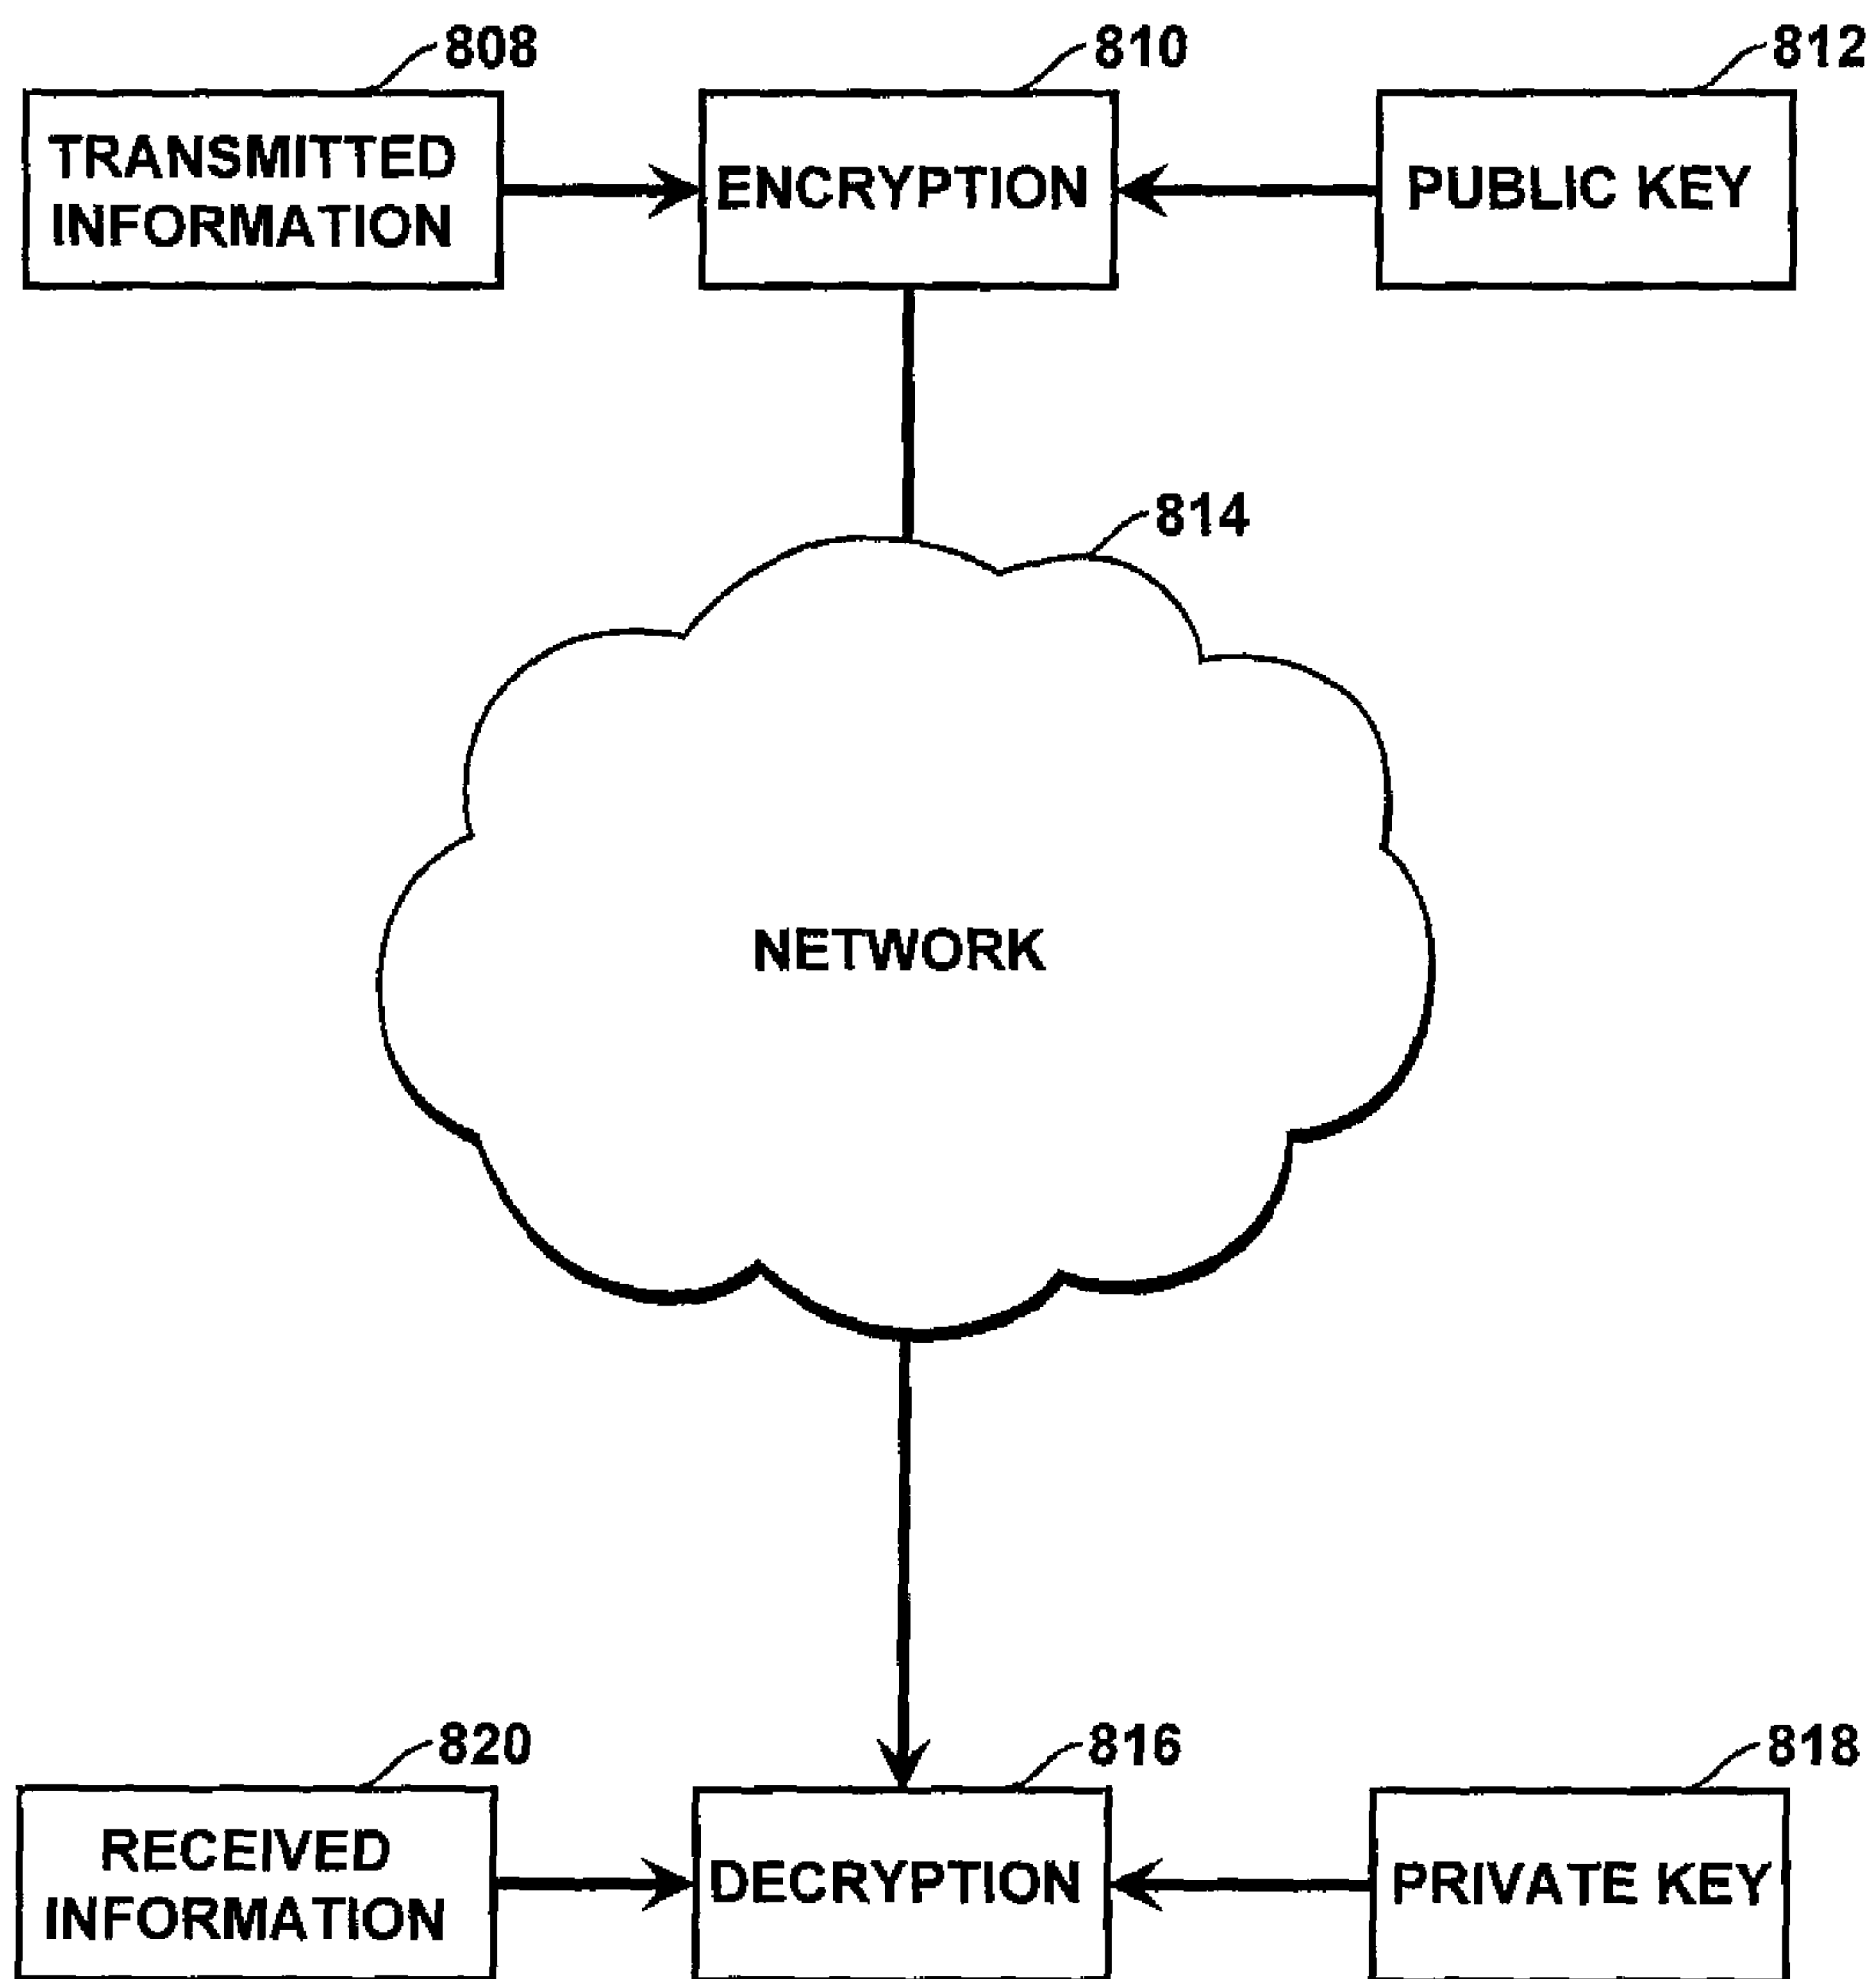 808
810
812
TRANSMITTED
INFORMATION
ENCRYPTION
PUBLIC KEY
814
NETWORK
820
816
818
RECEIVED
INFORMATION
DECRYPTION
PRIVATE KEY